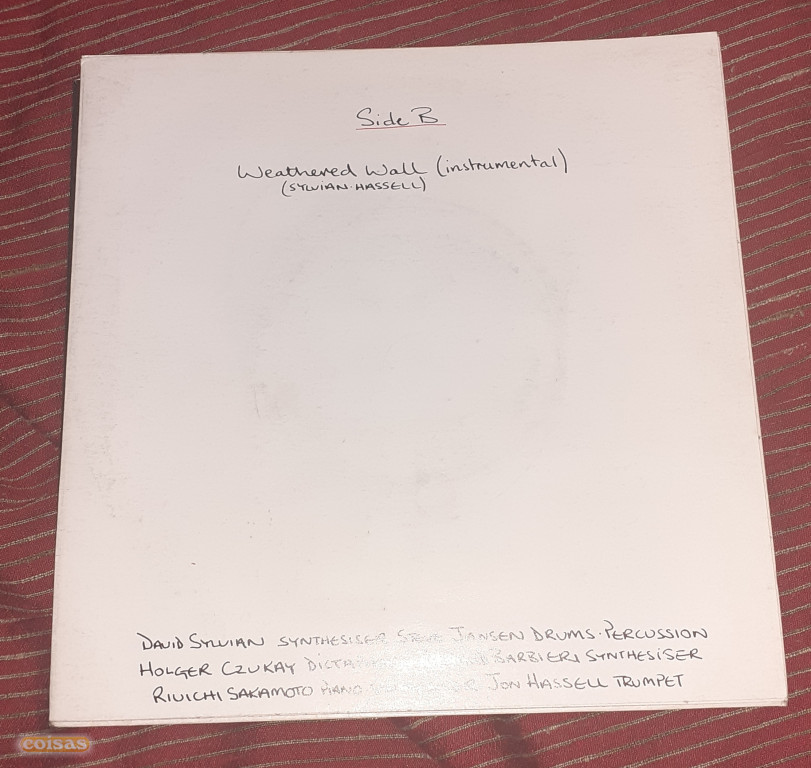 Side B
Weathered Wall (instrumental)
(SYLVIAN·HASSELL)
DAVID SYLVIAN SYNTHESISER STEVE JANSEN DRUMS·PERCUSSION
HOLGER CZUKAY BARBIERI SYNTHESISER
RIUICHI SAKAMOTO PIANO JON HASSELL TRUMPET
coisas